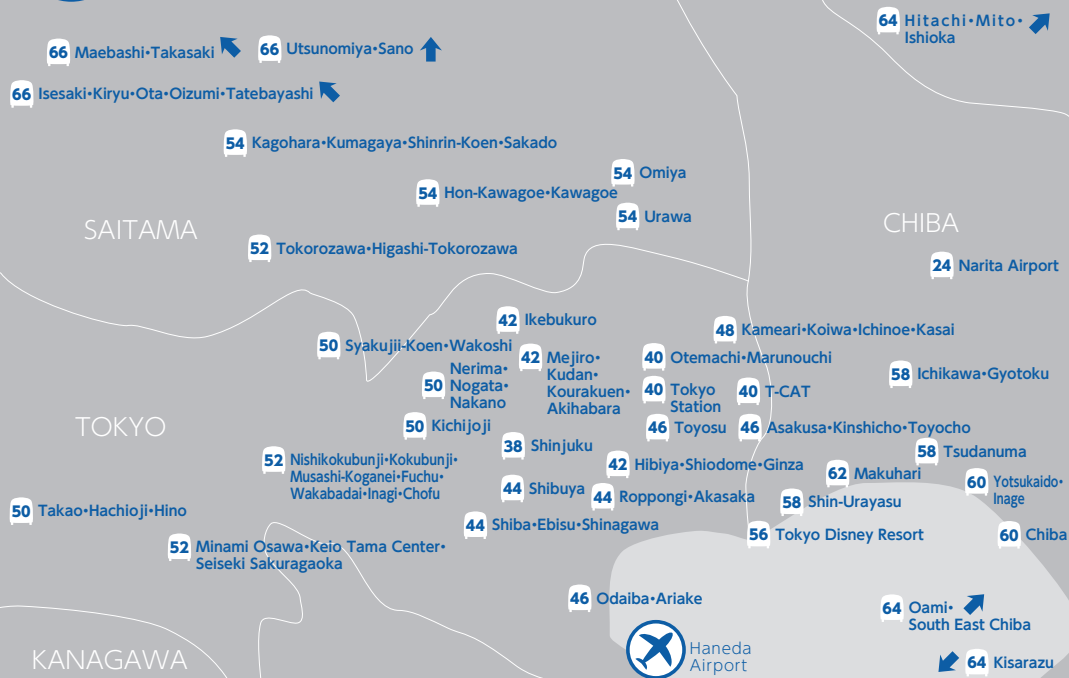 64 Hitachi・Mito・
Ishioka
66 Maebashi・Takasaki
66 Utsunomiya・Sano
66 Isesaki・Kiryu・Ota・Oizumi・Tatebayashi
54 Kagohara・Kumagaya・Shinrin-Koen・Sakado
54 Omiya
54 Hon-Kawagoe・Kawagoe
54 Urawa
SAITAMA
CHIBA
52 Tokorozawa・Higashi-Tokorozawa
24 Narita Airport
42 Ikebukuro
48 Kameari・Koiwa・Ichinoe・Kasai
50 Syakujii-Koen・Wakoshi
42 Mejiro・
Kudan・
Kourakuen・
Akihabara
40 Otemachi・Marunouchi
58 Ichikawa・Gyotoku
50 Nerima・
Nogata・
Nakano
40 Tokyo
Station
40 T-CAT
TOKYO
50 Kichijoji
46 Toyosu
46 Asakusa・Kinshicho・Toyocho
38 Shinjuku
58 Tsudanuma
52 Nishikokubunji・Kokubunji・
Musashi-Koganei・Fuchu・
Wakabadai・Inagi・Chofu
42 Hibiya・Shiodome・Ginza
62 Makuhari
60 Yotsukaido・
Inage
44 Shibuya
44 Roppongi・Akasaka
58 Shin-Urayasu
50 Takao・Hachioji・Hino
44 Shiba・Ebisu・Shinagawa
56 Tokyo Disney Resort
60 Chiba
52 Minami Osawa・Keio Tama Center・
Seiseki Sakuragaoka
46 Odaiba・Ariake
64 Oami・
South East Chiba
Haneda
Airport
KANAGAWA
64 Kisarazu